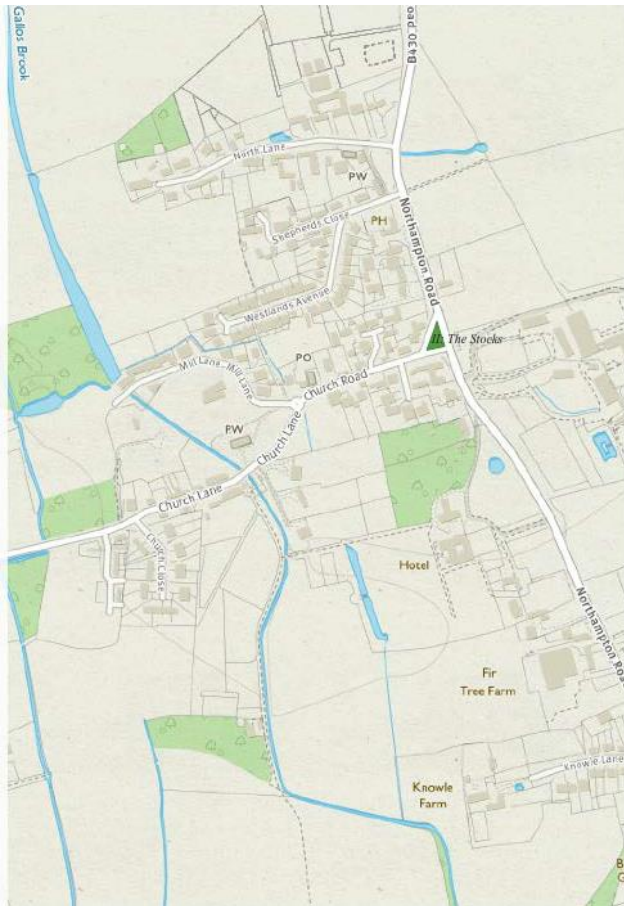 Gallos Brook
B430
North Lane
PW
Shepherds Close
PH
Northampton Road
Westlands Avenue
II: The Stocks
Mill Lane-Mill Lane
PO
Church Road
PW
Church Lane
Church Lane
Church Close
Hotel
Northampton Road
Fir
Tree Farm
Knowle Lane
Knowle
Farm